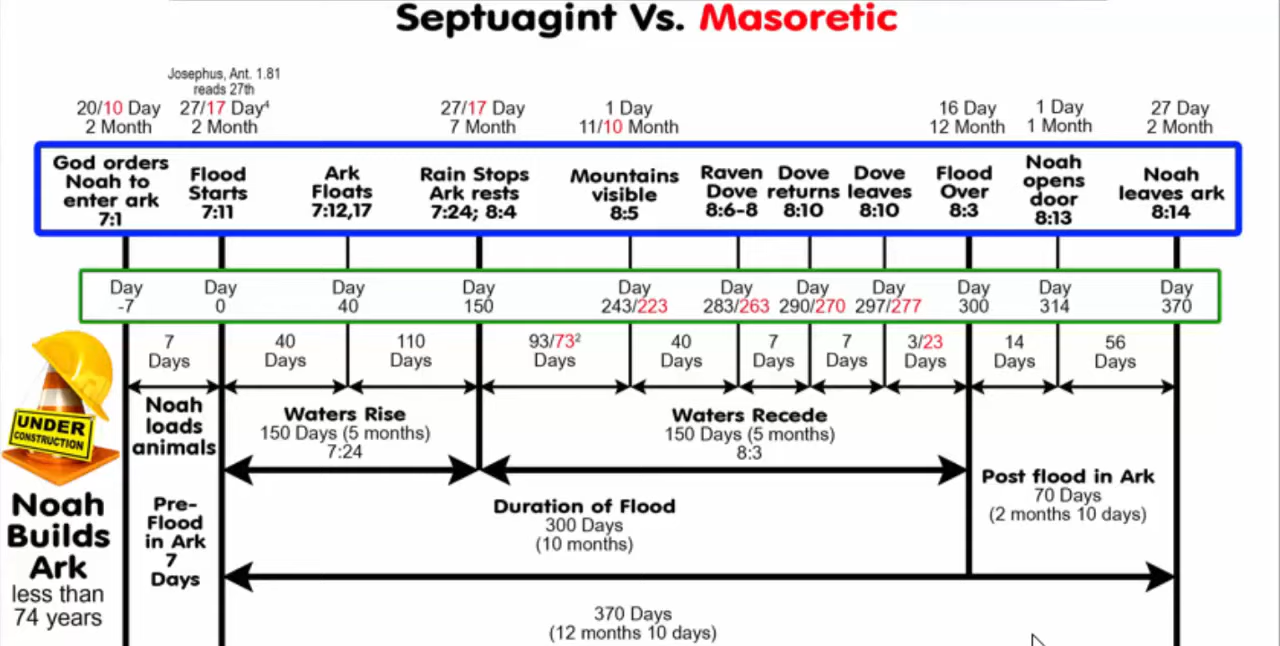 Septuagint Vs. Masoretic
Josephus, Ant. 1.81
reads 27th
20/10 Day
2 Month
27/17 Day⁴
2 Month
27/17 Day
7 Month
1 Day
11/10 Month
16 Day
12 Month
1 Day
1 Month
27 Day
2 Month
God orders
Noah to
enter ark
7:1
Flood
Starts
7:11
Ark
Floats
7:12,17
Rain Stops
Ark rests
7:24; 8:4
Mountains
visible
8:5
Raven
Dove
8:6-8
Dove
returns
8:10
Dove
leaves
8:10
Flood
Over
8:3
Noah
opens
door
8:13
Noah
leaves ark
8:14
Day
-7
Day
0
Day
40
Day
150
Day
243/223
Day
283/263
Day
290/270
Day
297/277
Day
300
Day
314
Day
370
7
Days
40
Days
110
Days
93/73²
Days
40
Days
7
Days
7
Days
3/23
Days
14
Days
56
Days
UNDER
CONSTRUCTION
Noah
loads
animals
Waters Rise
150 Days (5 months)
7:24
Waters Recede
150 Days (5 months)
8:3
Post flood in Ark
70 Days
(2 months 10 days)
Noah
Builds
Ark
less than
74 years
Pre-
Flood
in Ark
7
Days
Duration of Flood
300 Days
(10 months)
370 Days
(12 months 10 days)